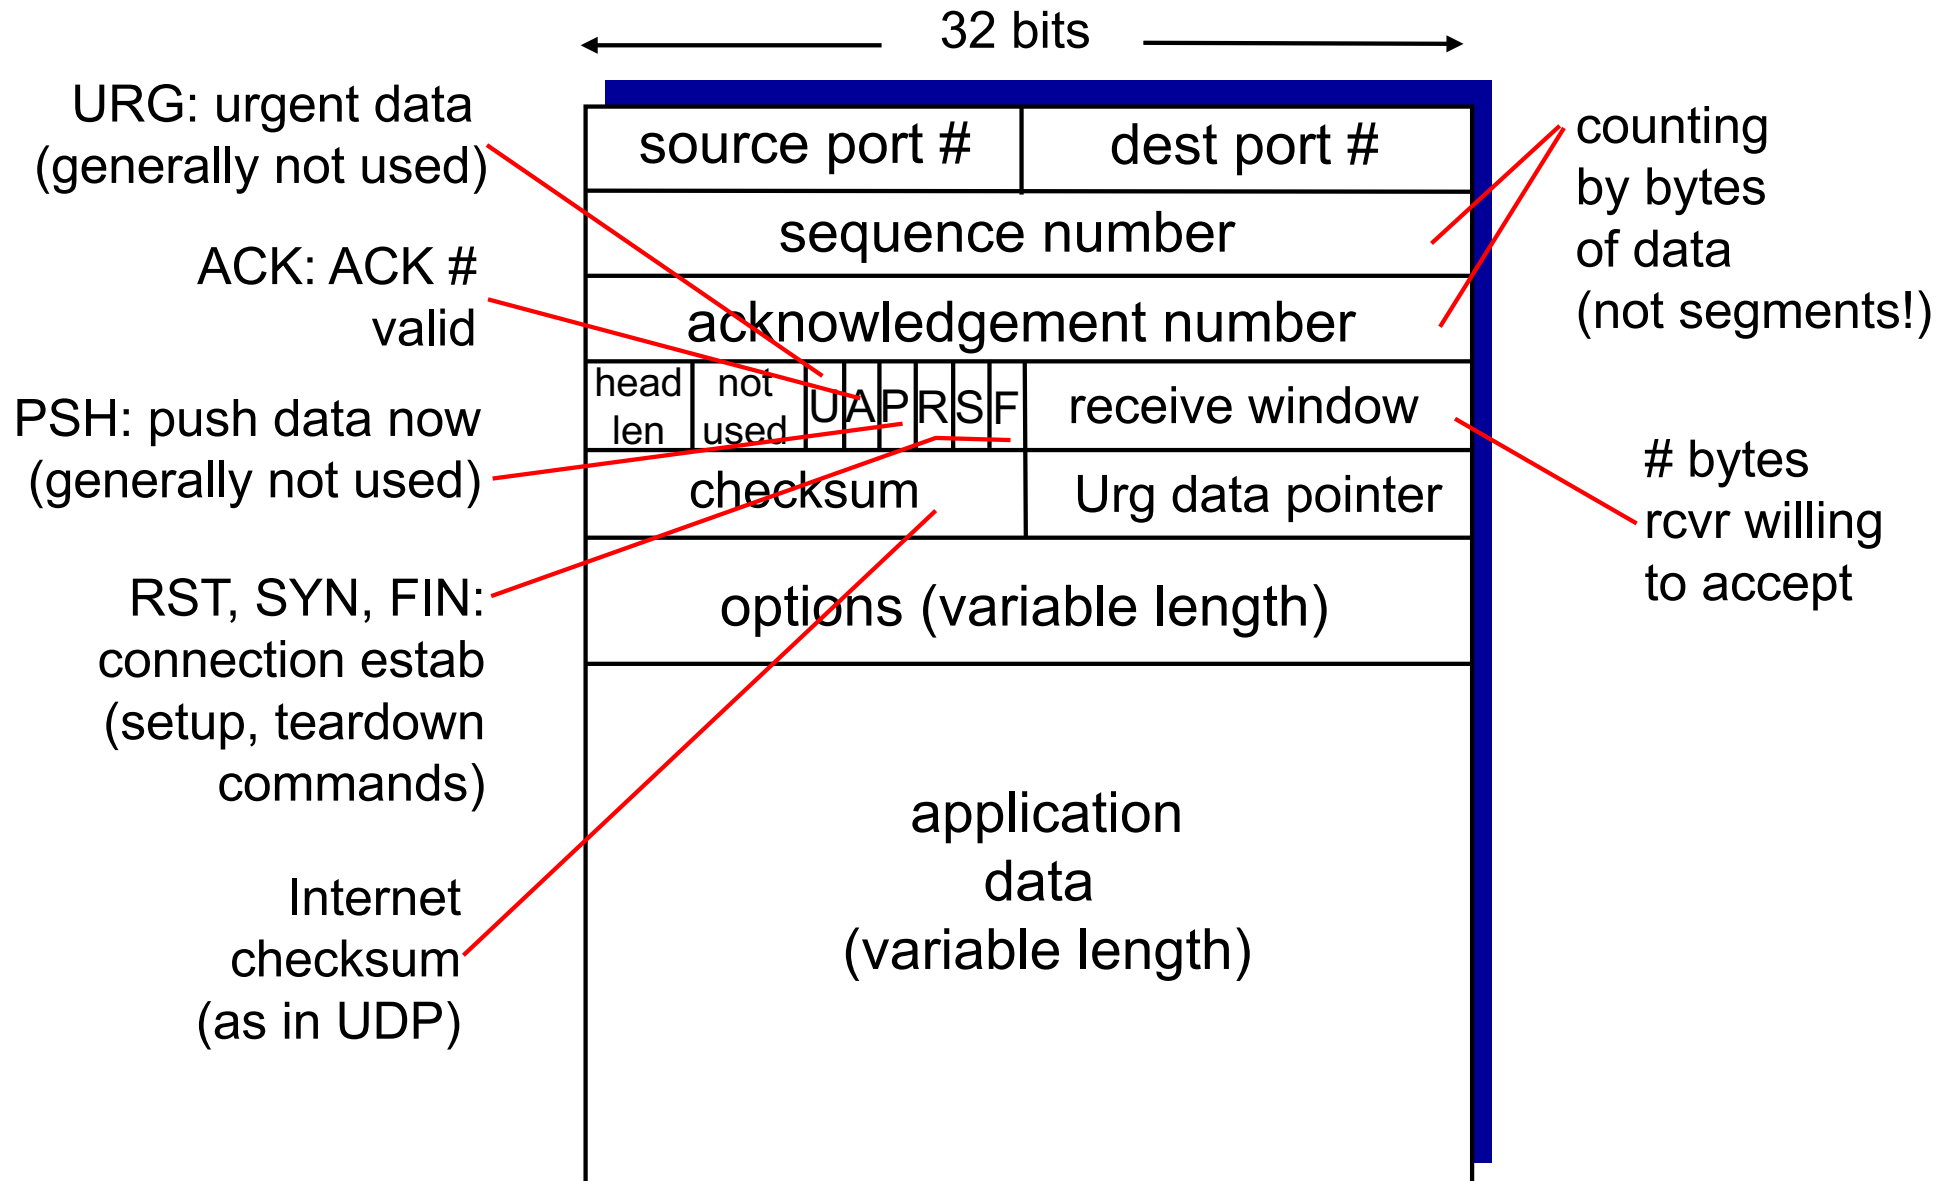 32 bits
URG: urgent data
(generally not used)
ACK: ACK #
valid
PSH: push data now
(generally not used)
RST, SYN, FIN:
connection estab
(setup, teardown
commands)
Internet
checksum
(as in UDP)
source port #
dest port #
sequence number
acknowledgement number
head
len
not
used
U A P R S F
receive window
checksum
Urg data pointer
options (variable length)
application
data
(variable length)
counting
by bytes
of data
(not segments!)
# bytes
rcvr willing
to accept